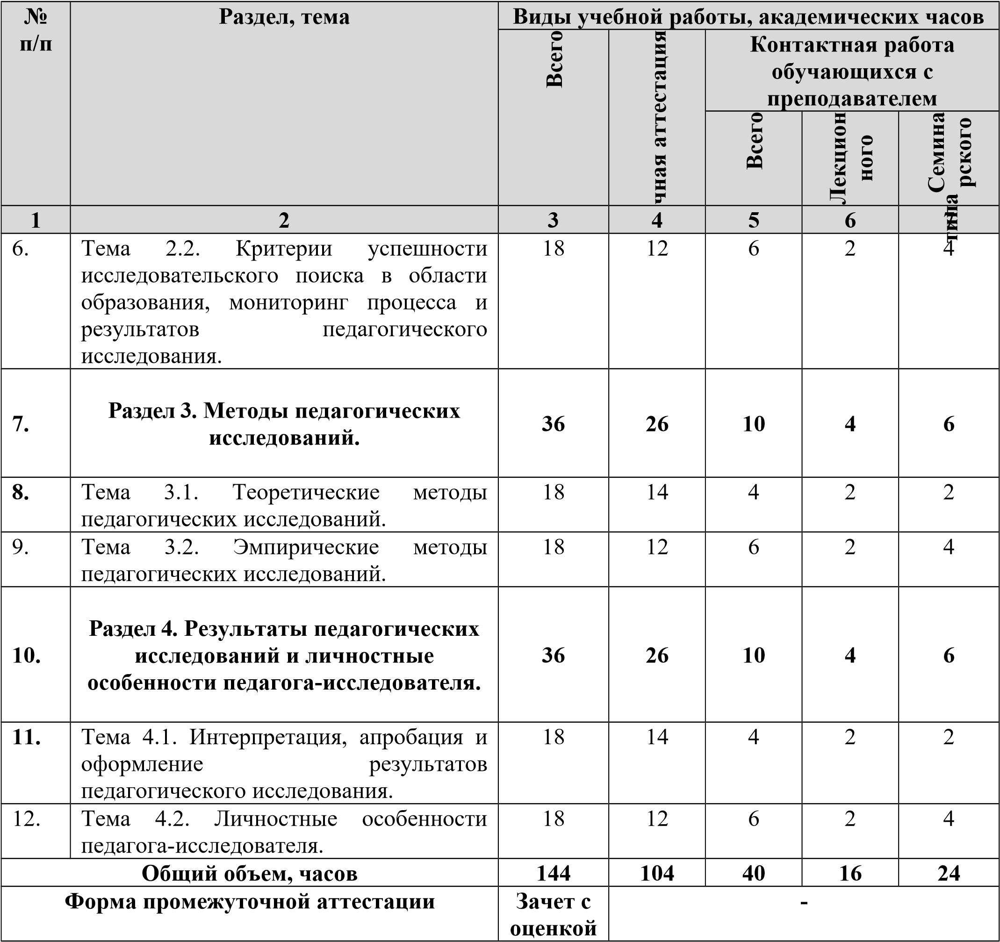 №
п/п
Раздел, тема
Виды учебной работы, академических часов
Всего
чная аттестация
Контактная работа
обучающихся с
преподавателем
Всего
Лекцион
ного
Семина
рского
типа
1 2 3 4 5 6 7
6. Тема 2.2. Критерии успешности 18 12 6 2 4
исследовательского поиска в области
образования, мониторинг процесса и
результатов педагогического
исследования.
7. Раздел 3. Методы педагогических
исследований. 36 26 10 4 6
8. Тема 3.1. Теоретические методы 18 14 4 2 2
педагогических исследований.
9. Тема 3.2. Эмпирические методы 18 12 6 2 4
педагогических исследований.
Раздел 4. Результаты педагогических
10. исследований и личностные 36 26 10 4 6
особенности педагога-исследователя.
11. Тема 4.1. Интерпретация, апробация и 18 14 4 2 2
оформление результатов
педагогического исследования.
12. Тема 4.2. Личностные особенности 18 12 6 2 4
педагога-исследователя.
Общий объем, часов 144 104 40 16 24
Форма промежуточной аттестации Зачет с -
оценкой